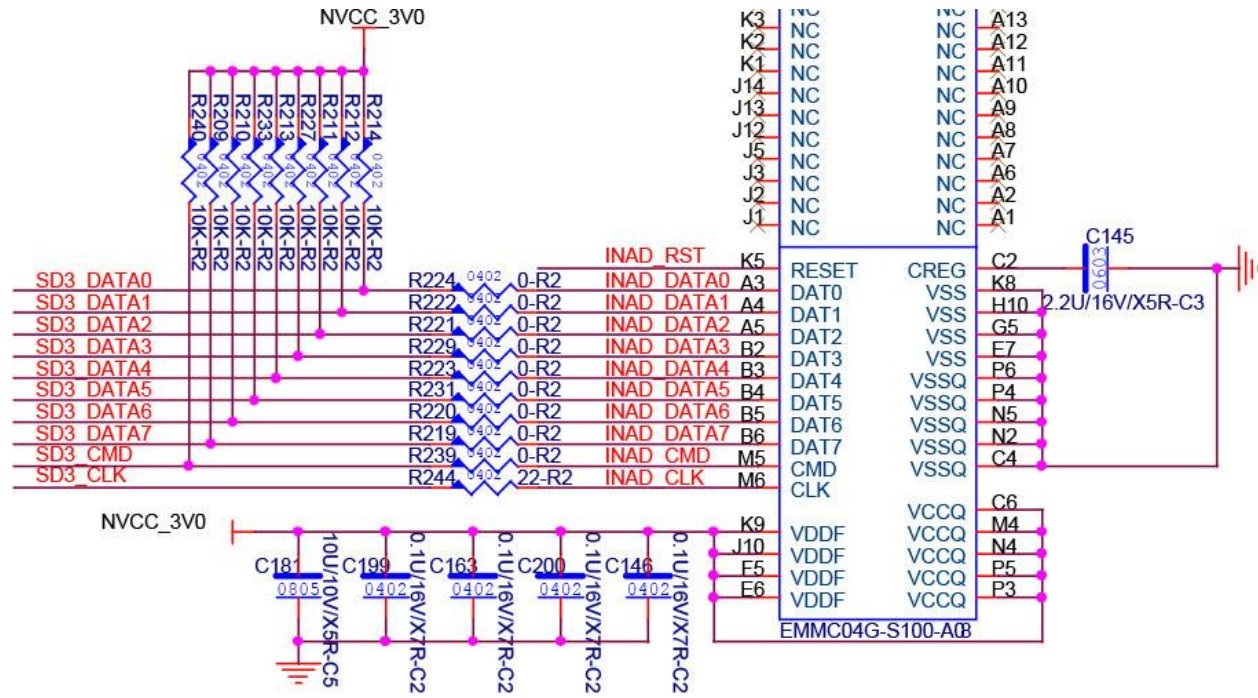 NVCC_3V0
R240
R209
R210
R233
R213
R227
R211
R212
R214
0402
0402
0402
0402
0402
0402
0402
0402
0402
10K-R2
10K-R2
10K-R2
10K-R2
10K-R2
10K-R2
10K-R2
10K-R2
10K-R2
K3 NC NC A13
K2 NC NC A12
K1 NC NC A11
J14 NC NC A10
J13 NC NC A9
J12 NC NC A8
J5 NC NC A7
J3 NC NC A6
J2 NC NC A2
J1 NC NC A1
INAD_RST K5 RESET CREG C2
C145
0603
2.2U/16V/X5R-C3
SD3_DATA0 R224 0402 0-R2 INAD_DATA0 A3 DAT0 VSS K8
SD3_DATA1 R222 0402 0-R2 INAD_DATA1 A4 DAT1 VSS H10
SD3_DATA2 R221 0402 0-R2 INAD_DATA2 A5 DAT2 VSS G5
SD3_DATA3 R229 0402 0-R2 INAD_DATA3 B2 DAT3 VSS E7
SD3_DATA4 R223 0402 0-R2 INAD_DATA4 B3 DAT4 VSSQ P6
SD3_DATA5 R231 0402 0-R2 INAD_DATA5 B4 DAT5 VSSQ P4
SD3_DATA6 R220 0402 0-R2 INAD_DATA6 B5 DAT6 VSSQ N5
SD3_DATA7 R219 0402 0-R2 INAD_DATA7 B6 DAT7 VSSQ N2
SD3_CMD R239 0402 0-R2 INAD_CMD M5 CMD VSSQ C4
SD3_CLK R244 0402 22-R2 INAD_CLK M6 CLK
VCCQ C6
NVCC_3V0 K9 VDDF VCCQ M4
J10 VDDF VCCQ N4
VDDF VCCQ P5
E6 VDDF VCCQ P3
C181 0805 10U/10V/X5R-C5
C199 0402 0.1U/16V/X7R-C2
C163 0402 0.1U/16V/X7R-C2
C200 0402 0.1U/16V/X7R-C2
C146 0402 0.1U/16V/X7R-C2